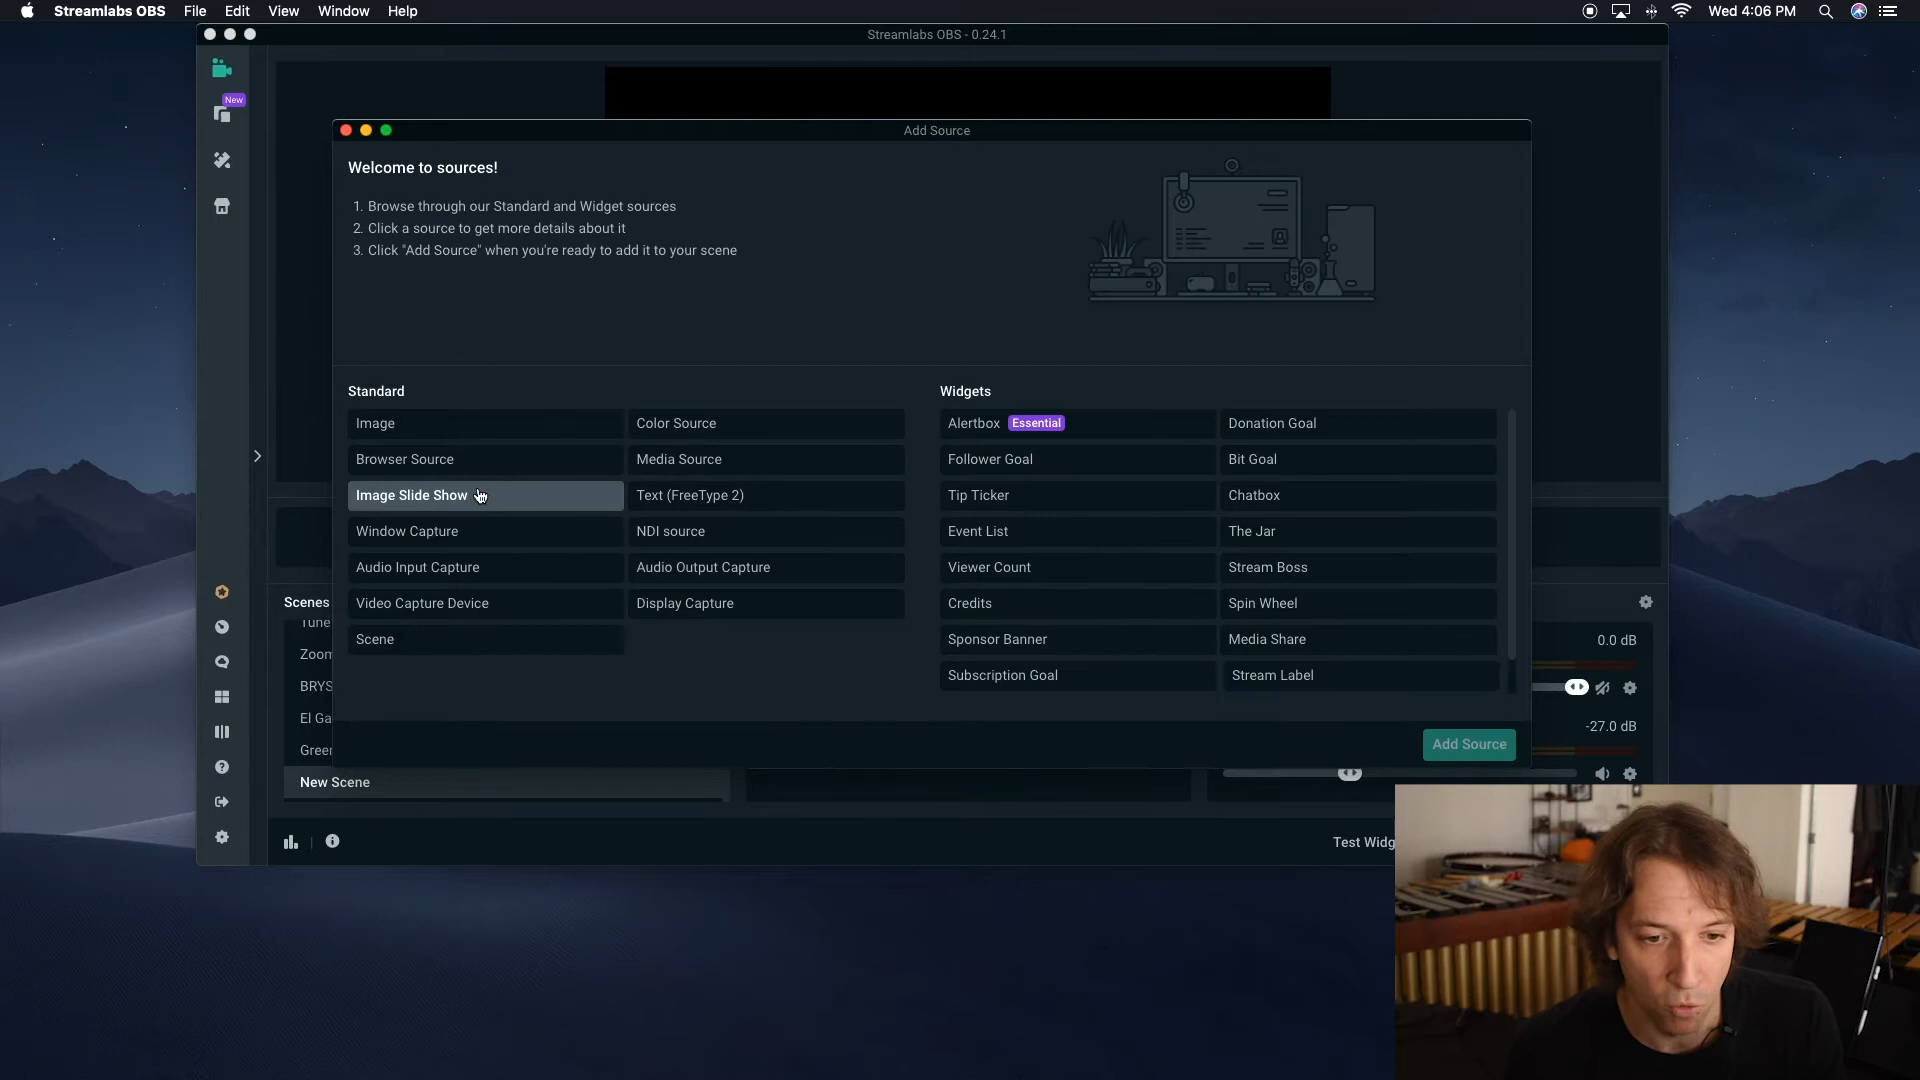 Streamlabs OBS File Edit View Window Help
Wed 4:06 PM
Streamlabs OBS - 0.24.1
New
Add Source
Welcome to sources!
1. Browse through our Standard and Widget sources
2. Click a source to get more details about it
3. Click "Add Source" when you're ready to add it to your scene
Standard
Widgets
Image
Color Source
Alertbox Essential
Donation Goal
Browser Source
Media Source
Follower Goal
Bit Goal
Image Slide Show
Text (FreeType 2)
Tip Ticker
Chatbox
Window Capture
NDI source
Event List
The Jar
Audio Input Capture
Audio Output Capture
Viewer Count
Stream Boss
Video Capture Device
Display Capture
Credits
Spin Wheel
Scene
Sponsor Banner
Media Share
Subscription Goal
Stream Label
Add Source
Scenes
Tune
Zoom
BRYS
El Ga
Green
New Scene
0.0 dB
-27.0 dB
Test Widg